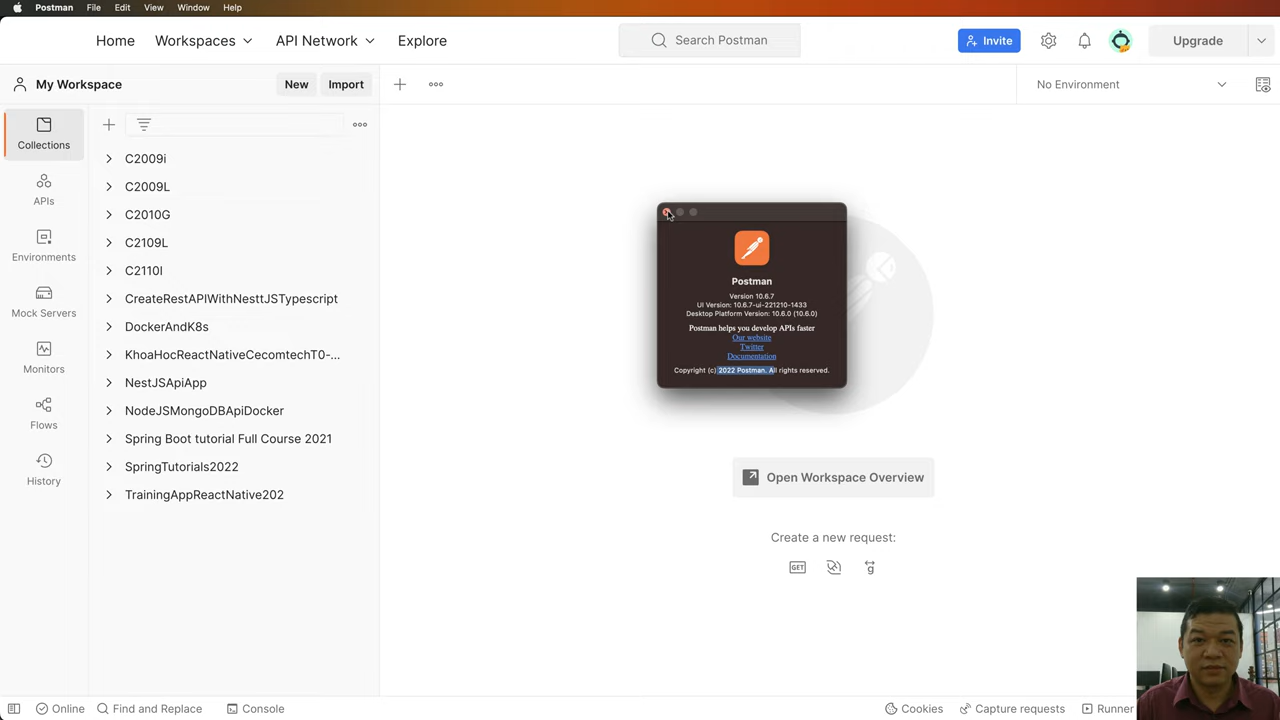 Postman File Edit View Window Help
Home Workspaces API Network Explore Search Postman Invite Upgrade
My Workspace New Import No Environment
Collections
APIs
Environments
Mock Servers
Monitors
Flows
History
C2009i
C2009L
C2010G
C2109L
C2110I
CreateRestAPIWithNesttJSTypescript
DockerAndK8s
KhoaHocReactNativeCecomtechT0-...
NestJSApiApp
NodeJSMongoDBApiDocker
Spring Boot tutorial Full Course 2021
SpringTutorials2022
TrainingAppReactNative202
Postman
Version 10.6.7
UI Version: 10.6.7-ui-221210-1433
Desktop Platform Version: 10.6.0 (10.6.0)
Postman helps you develop APIs faster
Our website
Twitter
Documentation
Copyright (c) 2022 Postman. All rights reserved.
Open Workspace Overview
Create a new request:
GET
g
Online Find and Replace Console Cookies Capture requests Runner